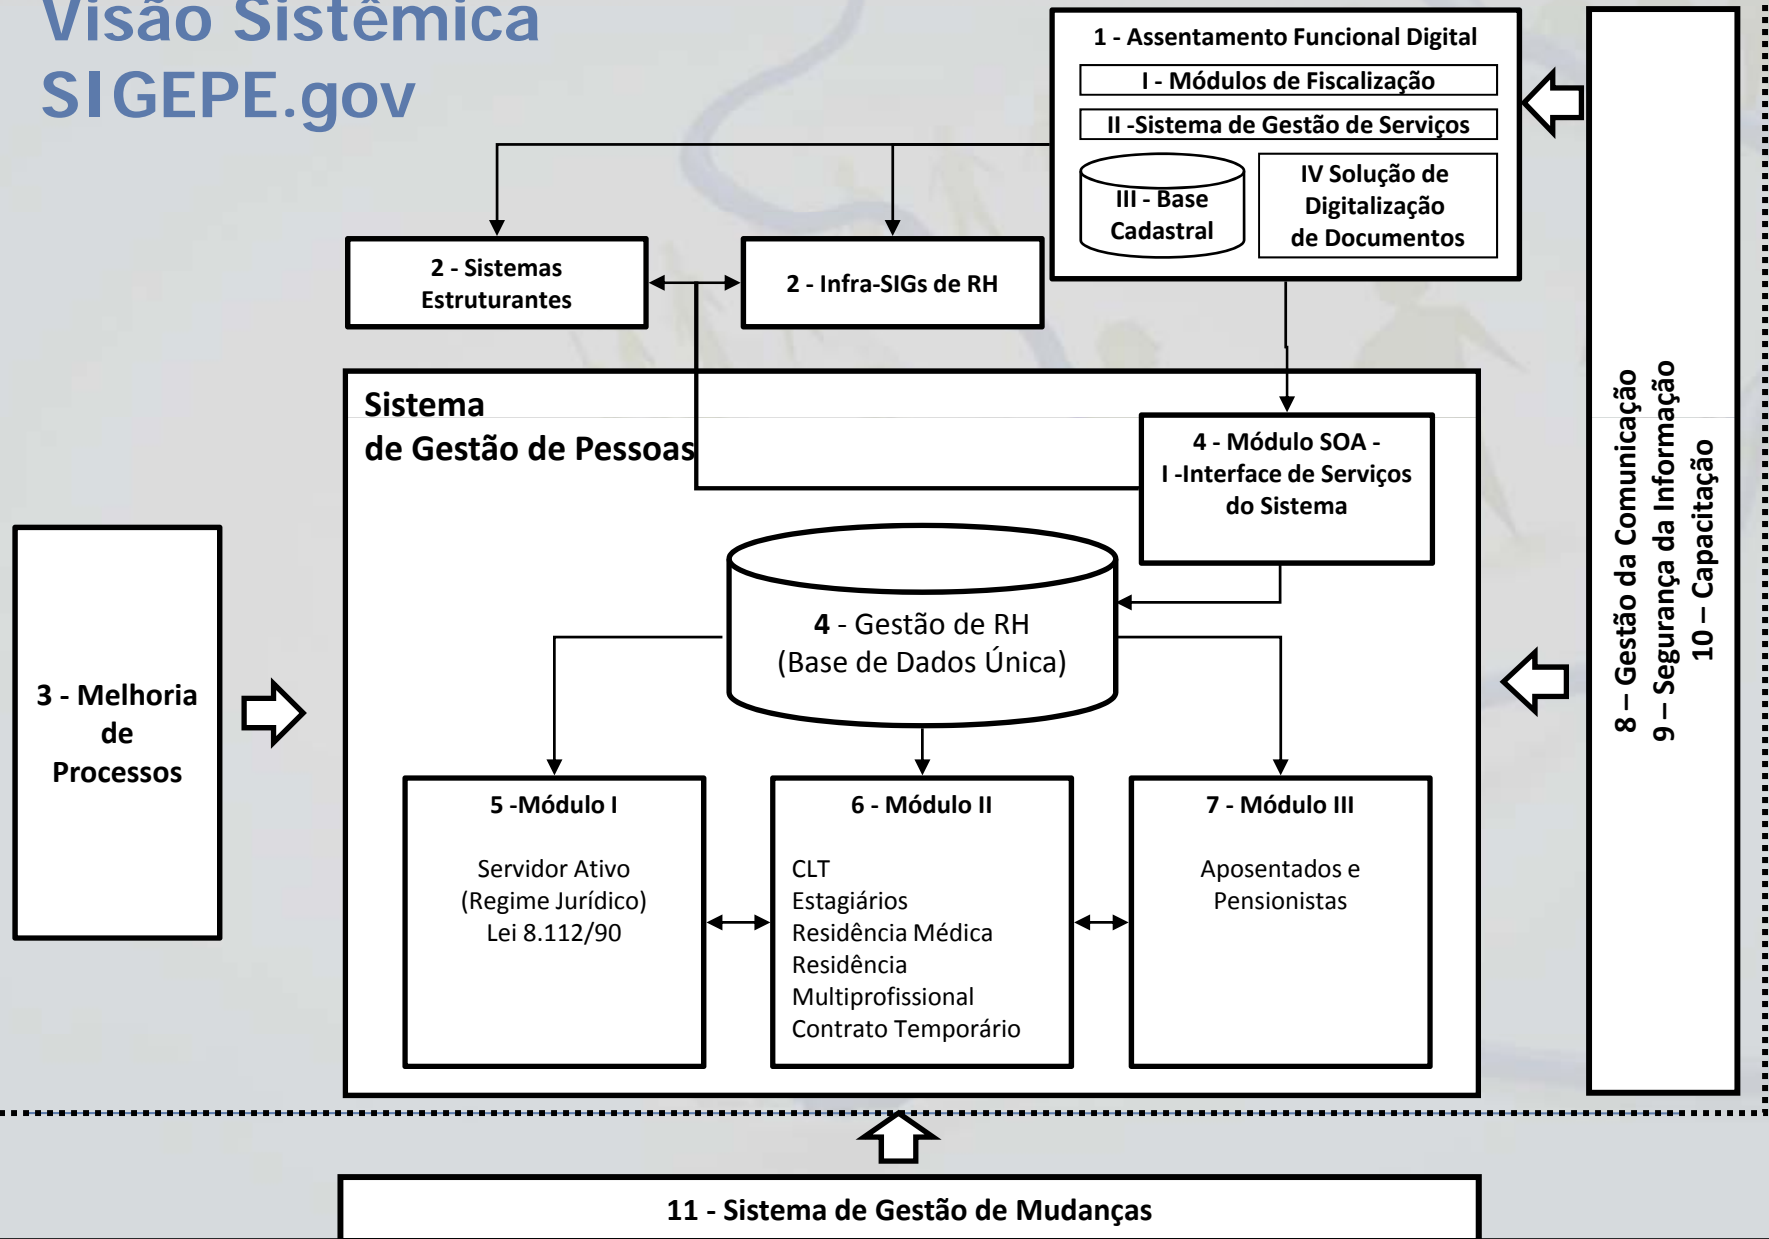 Visão Sistêmica
SIGEPE.gov
1 - Assentamento Funcional Digital
I - Módulos de Fiscalização
II -Sistema de Gestão de Serviços
III - Base
Cadastral
IV Solução de
Digitalização
de Documentos
2 - Sistemas
Estruturantes
2 - Infra-SIGs de RH
Sistema
de Gestão de Pessoas
4 - Módulo SOA -
I -Interface de Serviços
do Sistema
4 - Gestão de RH
(Base de Dados Única)
3 - Melhoria
de
Processos
5 -Módulo I
Servidor Ativo
(Regime Jurídico)
Lei 8.112/90
6 - Módulo II
CLT
Estagiários
Residência Médica
Residência
Multiprofissional
Contrato Temporário
7 - Módulo III
Aposentados e
Pensionistas
8 – Gestão da Comunicação
9 – Segurança da Informação
10 – Capacitação
11 - Sistema de Gestão de Mudanças